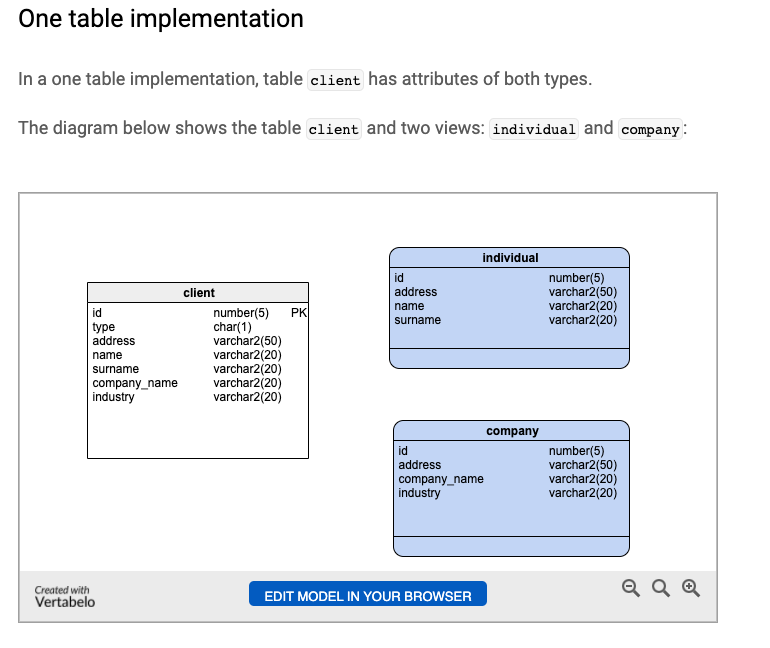 One table implementation
In a one table implementation, table client has attributes of both types.
The diagram below shows the table client and two views: individual and company:
client
id number(5) PK
type char(1)
address varchar2(50)
name varchar2(20)
surname varchar2(20)
company_name varchar2(20)
industry varchar2(20)
individual
id number(5)
address varchar2(50)
name varchar2(20)
surname varchar2(20)
company
id number(5)
address varchar2(50)
company_name varchar2(20)
industry varchar2(20)
Created with
Vertabelo
EDIT MODEL IN YOUR BROWSER